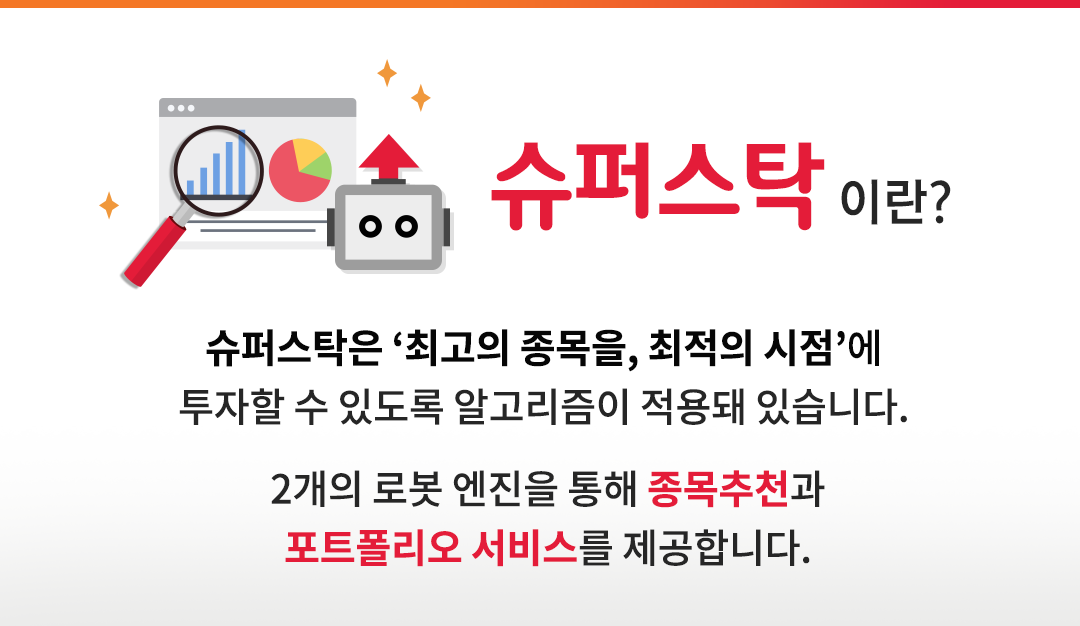 슈퍼스탁 이란?
슈퍼스탁은 ‘최고의 종목을, 최적의 시점’에
투자할 수 있도록 알고리즘이 적용돼 있습니다.
2개의 로봇 엔진을 통해 종목추천과
포트폴리오 서비스를 제공합니다.